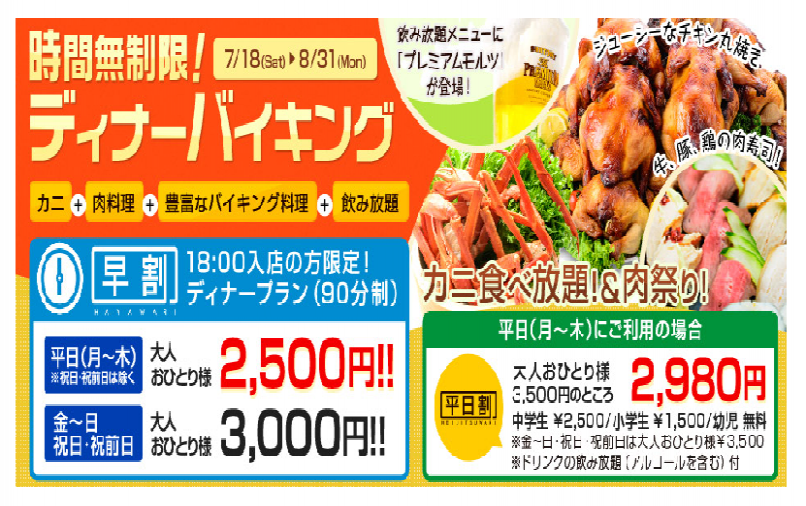 時間無制限!
7/18(Sat)▶8/31(Mon)
ディナーバイキング
カニ+肉料理+豊富なバイキング料理+飲み放題
飲み放題メニューに
「プレミアムモルツ」
が登場!
ジューシーなチキン丸焼き、
牛、豚、鶏の肉寿司!
カニ食べ放題!&肉祭り!
早割
HAYAWARI
18:00入店の方限定!
ディナープラン(90分制)
平日(月〜木)
※祝日・祝前日は除く
大人
おひとり様
2,500円!!
金〜日
祝日・祝前日
大人
おひとり様
3,000円!!
平日(月〜木)にご利用の場合
平日割
HEIJITSUWARI
大人おひとり様
3,500円のところ
2,980円
中学生 ¥2,500/小学生 ¥1,500/幼児 無料
※金〜日・祝日・祝前日は大人おひとり様¥3,500
※ドリンクの飲み放題(アルコールを含む)付